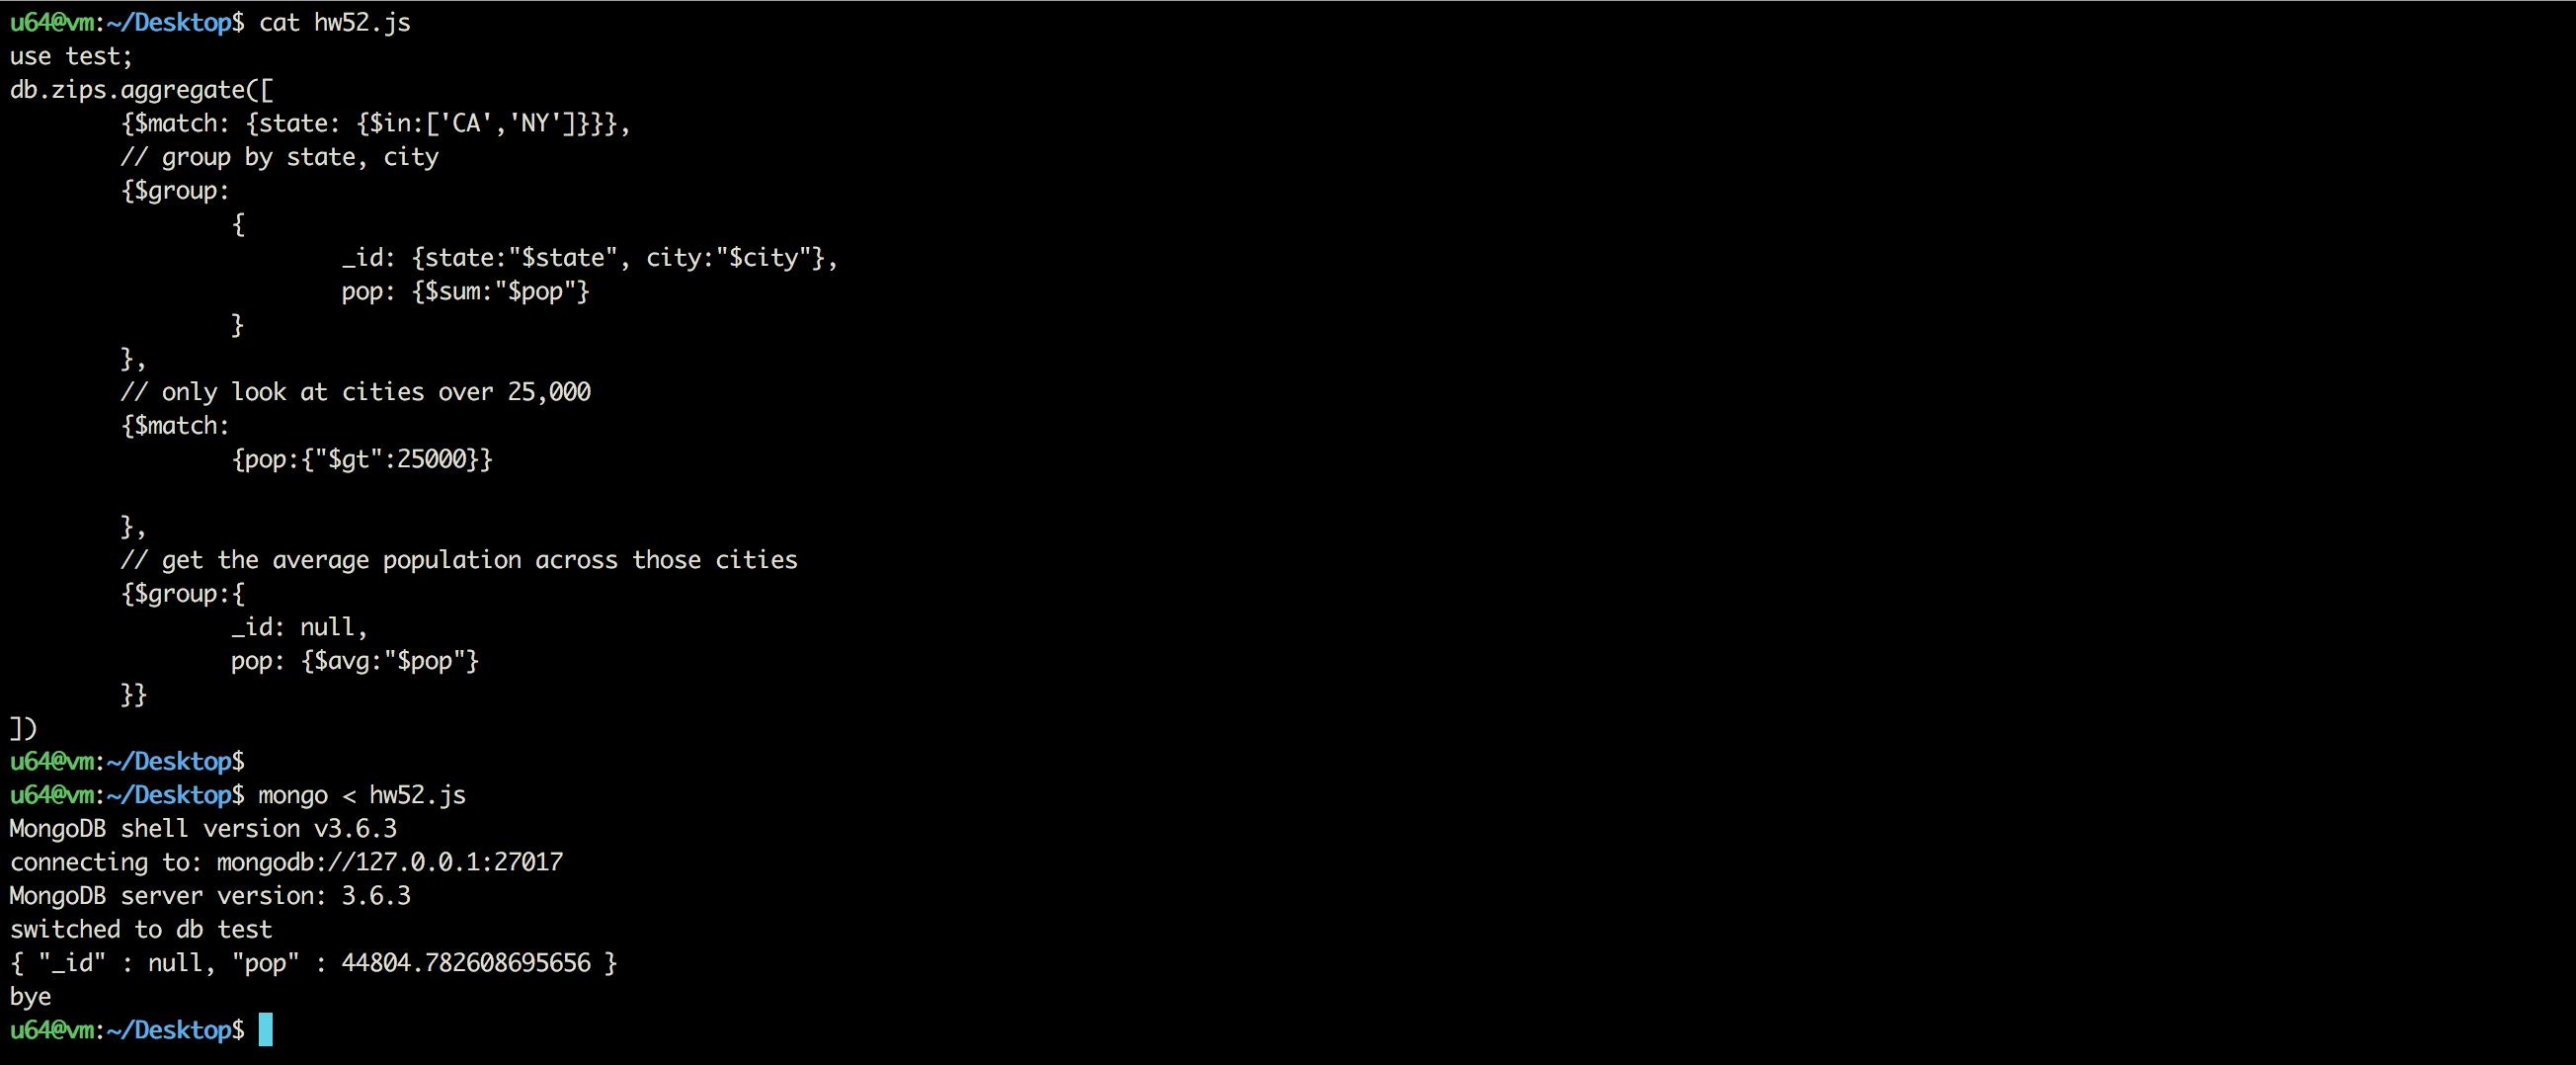 u64@vm:~/Desktop$ cat hw52.js
use test;
db.zips.aggregate([
        {$match: {state: {$in:['CA','NY']}}},
        // group by state, city
        {$group:
                {
                        _id: {state:"$state", city:"$city"},
                        pop: {$sum:"$pop"}
                }
        },
        // only look at cities over 25,000
        {$match:
                {pop:{"$gt":25000}}

        },
        // get the average population across those cities
        {$group:{
                _id: null,
                pop: {$avg:"$pop"}
        }}
])
u64@vm:~/Desktop$
u64@vm:~/Desktop$ mongo < hw52.js
MongoDB shell version v3.6.3
connecting to: mongodb://127.0.0.1:27017
MongoDB server version: 3.6.3
switched to db test
{ "_id" : null, "pop" : 44804.782608695656 }
bye
u64@vm:~/Desktop$